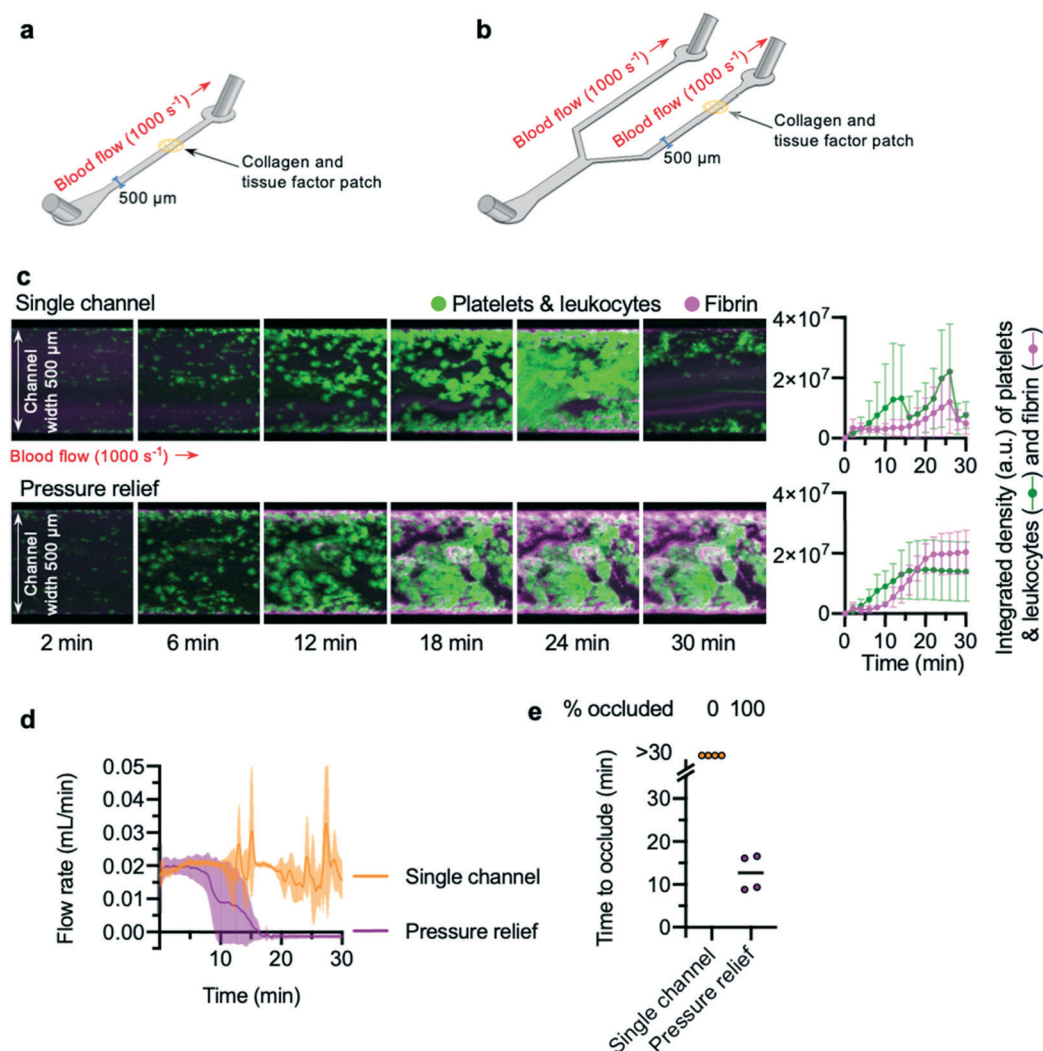 a
Blood flow (1000 s⁻¹) →
Collagen and
tissue factor patch
500 µm
b
Blood flow (1000 s⁻¹) →
Blood flow (1000 s⁻¹) →
Collagen and
tissue factor patch
500 µm
c
Single channel
Platelets & leukocytes
Fibrin
Channel
width 500 µm
Blood flow (1000 s⁻¹) →
Pressure relief
Channel
width 500 µm
2 min
6 min
12 min
18 min
24 min
30 min
4×10⁷
2×10⁷
0
0
10
20
30
4×10⁷
2×10⁷
0
0
10
20
30
Time (min)
Integrated density (a.u.) of platelets
& leukocytes ( ) and fibrin ( )
d
Flow rate (mL/min)
0.05
0.04
0.03
0.02
0.01
0.00
10
20
30
Time (min)
Single channel
Pressure relief
e
% occluded 0 100
Time to occlude (min)
>30
30
20
10
0
Single channel
Pressure relief